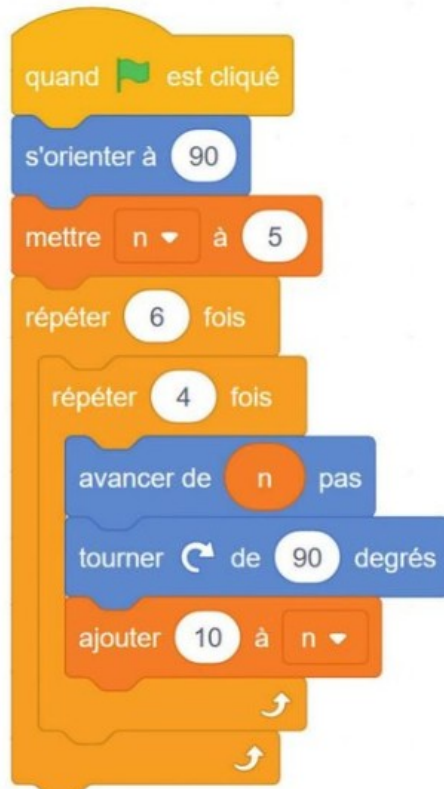 quand est cliqué
s'orienter à 90
mettre n à 5
répéter 6 fois
répéter 4 fois
avancer de n pas
tourner de 90 degrés
ajouter 10 à n